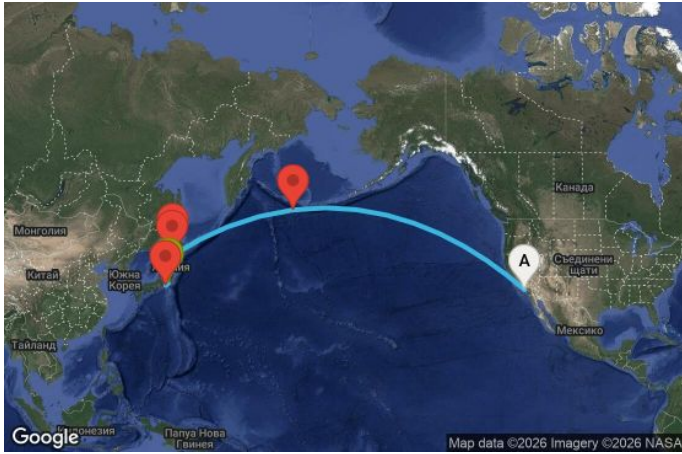 Канада
Монголия
Съединени
щати
Китай
Южна
Корея
A
Мексико
Тайланд
Папуа Нова
Гвинея
Google
Map data ©2026 Imagery ©2026 NASA